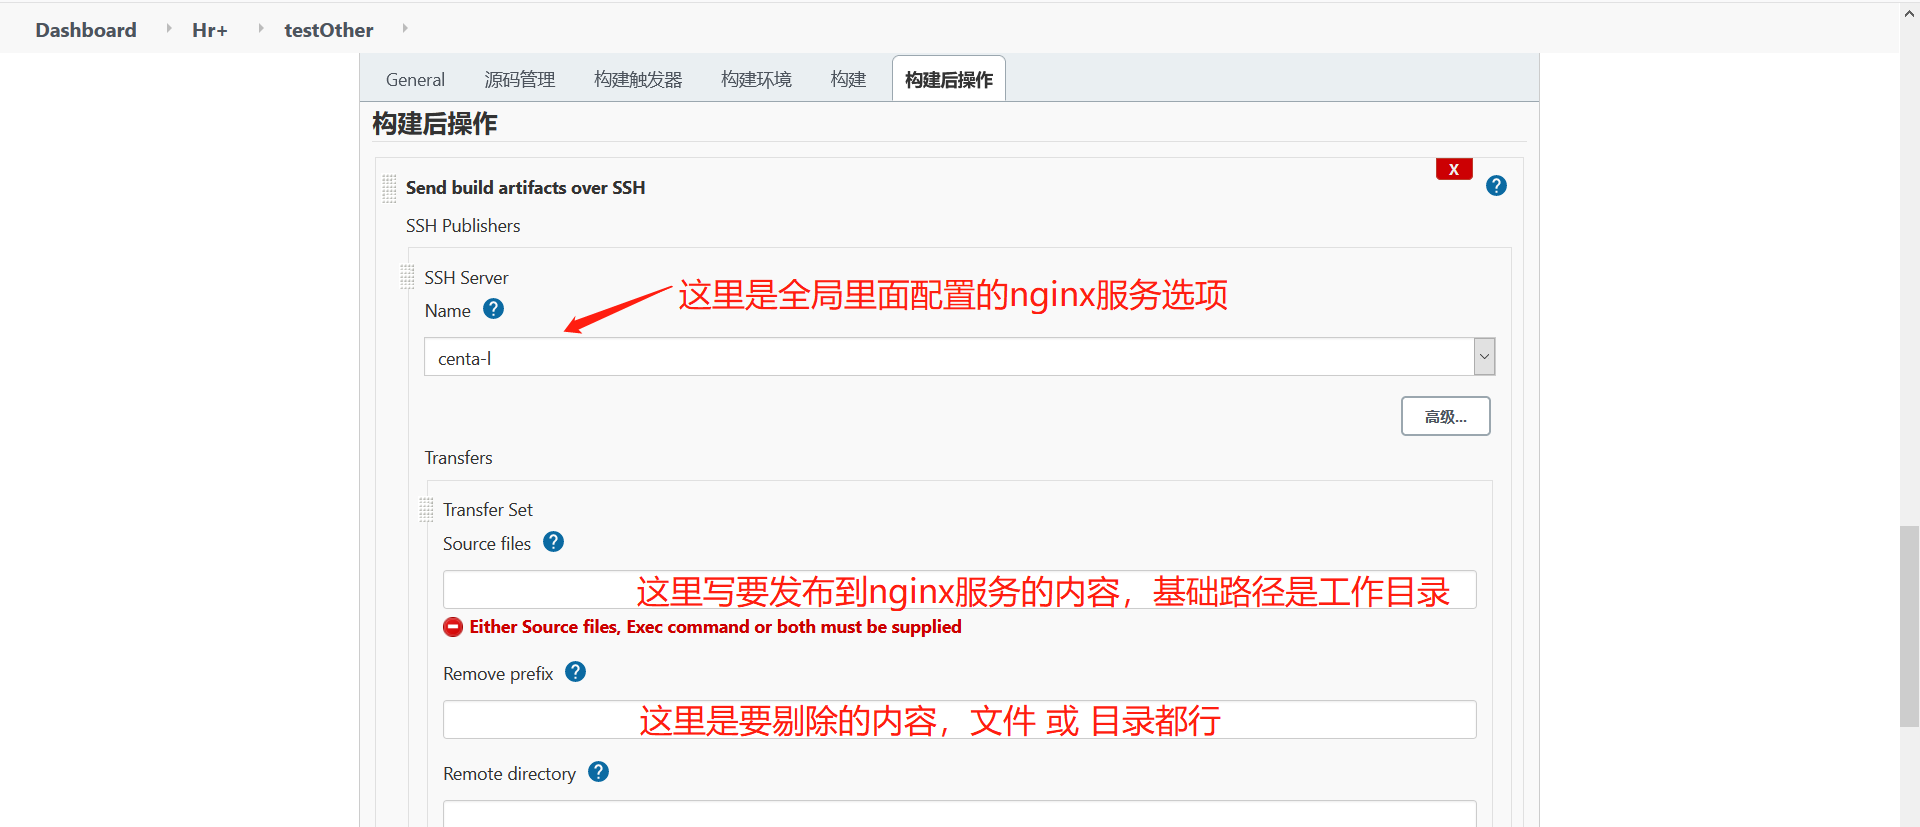 Dashboard Hr+ testOther
General 源码管理 构建触发器 构建环境 构建 构建后操作
构建后操作
X
Send build artifacts over SSH ?
SSH Publishers
SSH Server
这里是全局里面配置的nginx服务选项
Name ?
centa-l
高级...
Transfers
Transfer Set
Source files ?
这里写要发布到nginx服务的内容，基础路径是工作目录
Either Source files, Exec command or both must be supplied
Remove prefix ?
这里是要剔除的内容，文件 或 目录都行
Remote directory ?